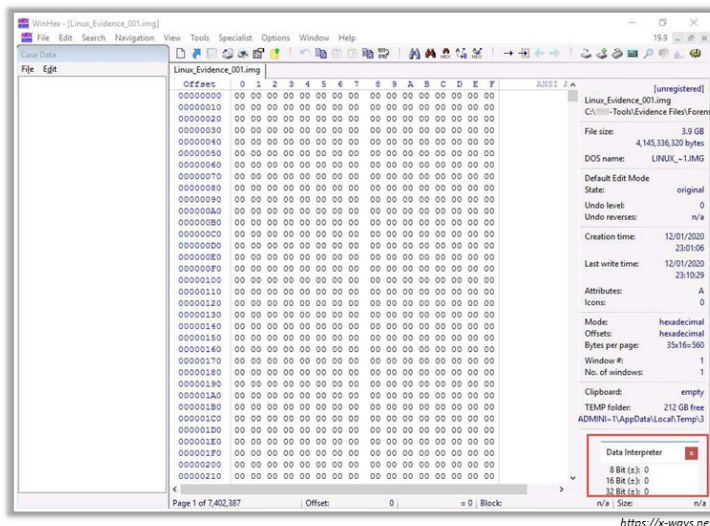 WinHex - [Linux_Evidence_001.img]
File Edit Search Navigation View Tools Specialist Options Window Help
19.9
Case Data
File Edit
Linux_Evidence_001.img
Offset 0 1 2 3 4 5 6 7 8 9 A B C D E F ANSI A
00000000 00 00 00 00 00 00 00 00 00 00 00 00 00 00 00 00
00000010 00 00 00 00 00 00 00 00 00 00 00 00 00 00 00 00
00000020 00 00 00 00 00 00 00 00 00 00 00 00 00 00 00 00
00000030 00 00 00 00 00 00 00 00 00 00 00 00 00 00 00 00
00000040 00 00 00 00 00 00 00 00 00 00 00 00 00 00 00 00
00000050 00 00 00 00 00 00 00 00 00 00 00 00 00 00 00 00
00000060 00 00 00 00 00 00 00 00 00 00 00 00 00 00 00 00
00000070 00 00 00 00 00 00 00 00 00 00 00 00 00 00 00 00
00000080 00 00 00 00 00 00 00 00 00 00 00 00 00 00 00 00
00000090 00 00 00 00 00 00 00 00 00 00 00 00 00 00 00 00
000000A0 00 00 00 00 00 00 00 00 00 00 00 00 00 00 00 00
000000B0 00 00 00 00 00 00 00 00 00 00 00 00 00 00 00 00
000000C0 00 00 00 00 00 00 00 00 00 00 00 00 00 00 00 00
000000D0 00 00 00 00 00 00 00 00 00 00 00 00 00 00 00 00
000000E0 00 00 00 00 00 00 00 00 00 00 00 00 00 00 00 00
000000F0 00 00 00 00 00 00 00 00 00 00 00 00 00 00 00 00
00000100 00 00 00 00 00 00 00 00 00 00 00 00 00 00 00 00
00000110 00 00 00 00 00 00 00 00 00 00 00 00 00 00 00 00
00000120 00 00 00 00 00 00 00 00 00 00 00 00 00 00 00 00
00000130 00 00 00 00 00 00 00 00 00 00 00 00 00 00 00 00
00000140 00 00 00 00 00 00 00 00 00 00 00 00 00 00 00 00
00000150 00 00 00 00 00 00 00 00 00 00 00 00 00 00 00 00
00000160 00 00 00 00 00 00 00 00 00 00 00 00 00 00 00 00
00000170 00 00 00 00 00 00 00 00 00 00 00 00 00 00 00 00
00000180 00 00 00 00 00 00 00 00 00 00 00 00 00 00 00 00
00000190 00 00 00 00 00 00 00 00 00 00 00 00 00 00 00 00
000001A0 00 00 00 00 00 00 00 00 00 00 00 00 00 00 00 00
000001B0 00 00 00 00 00 00 00 00 00 00 00 00 00 00 00 00
000001C0 00 00 00 00 00 00 00 00 00 00 00 00 00 00 00 00
000001D0 00 00 00 00 00 00 00 00 00 00 00 00 00 00 00 00
000001E0 00 00 00 00 00 00 00 00 00 00 00 00 00 00 00 00
000001F0 00 00 00 00 00 00 00 00 00 00 00 00 00 00 00 00
00000200 00 00 00 00 00 00 00 00 00 00 00 00 00 00 00 00
00000210 00 00 00 00 00 00 00 00 00 00 00 00 00 00 00 00
[unregistered]
Linux_Evidence_001.img
C:\ -Tools\Evidence Files\Forens
File size: 3.9 GB
4,145,336,320 bytes
DOS name: LINUX_~1.IMG
Default Edit Mode
State: original
Undo level: 0
Undo reverses: n/a
Creation time: 12/01/2020
23:01:06
Last write time: 12/01/2020
23:10:29
Attributes: A
Icons: 0
Mode: hexadecimal
Offsets: hexadecimal
Bytes per page: 35x16=560
Window #: 1
No. of windows: 1
Clipboard: empty
TEMP folder: 212 GB free
ADMINI~1\AppData\Local\Temp\3
Data Interpreter
8 Bit (±): 0
16 Bit (±): 0
32 Bit (±): 0
Page 1 of 7,402,387 Offset: 0 = 0 Block: n/a Size: n/a
https://x-ways.ne